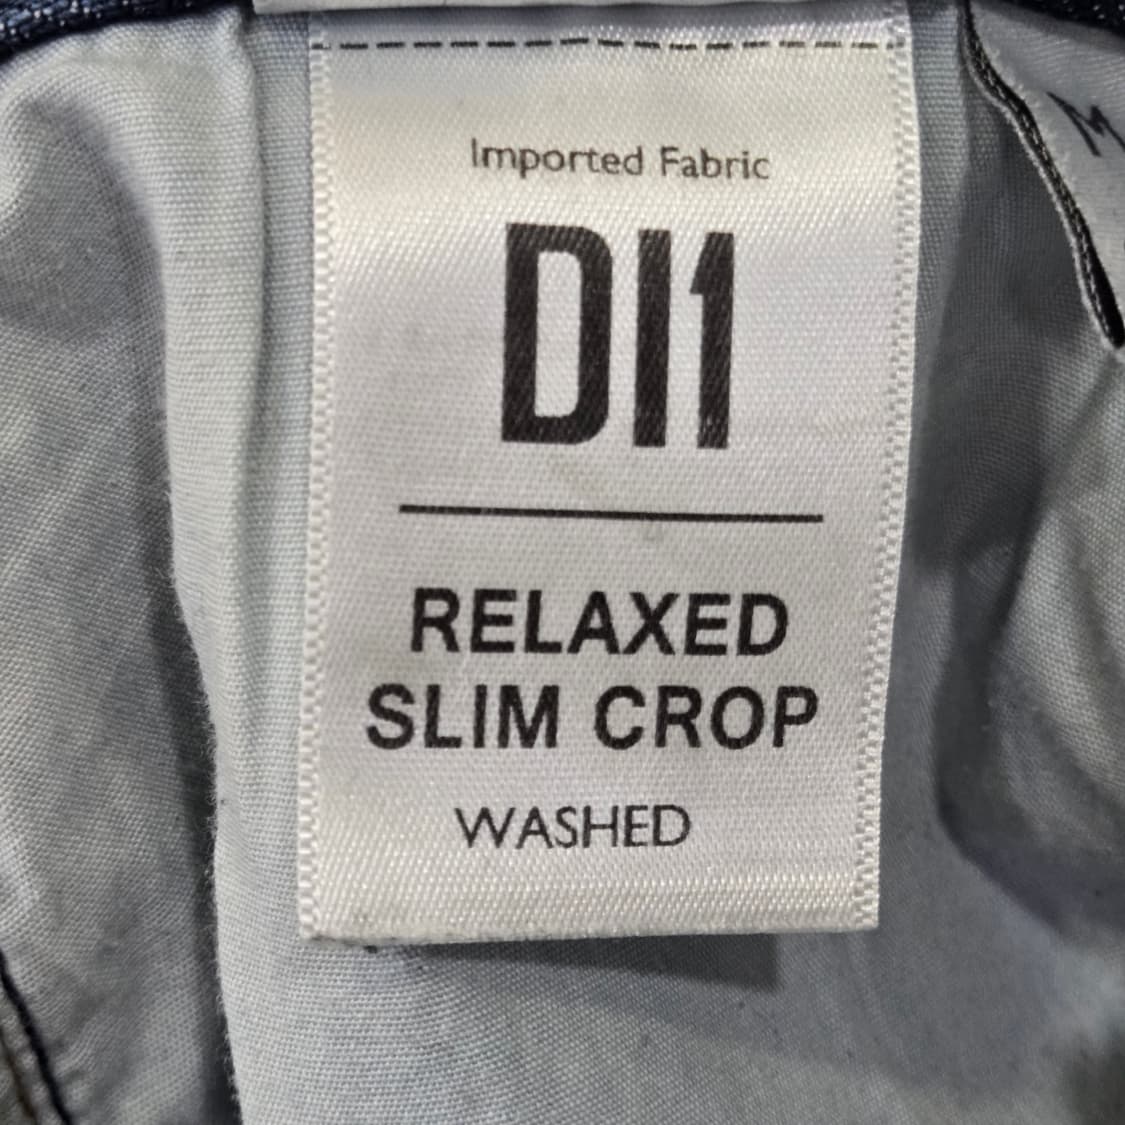 Imported Fabric
DI1
RELAXED
SLIM CROP
WASHED
M